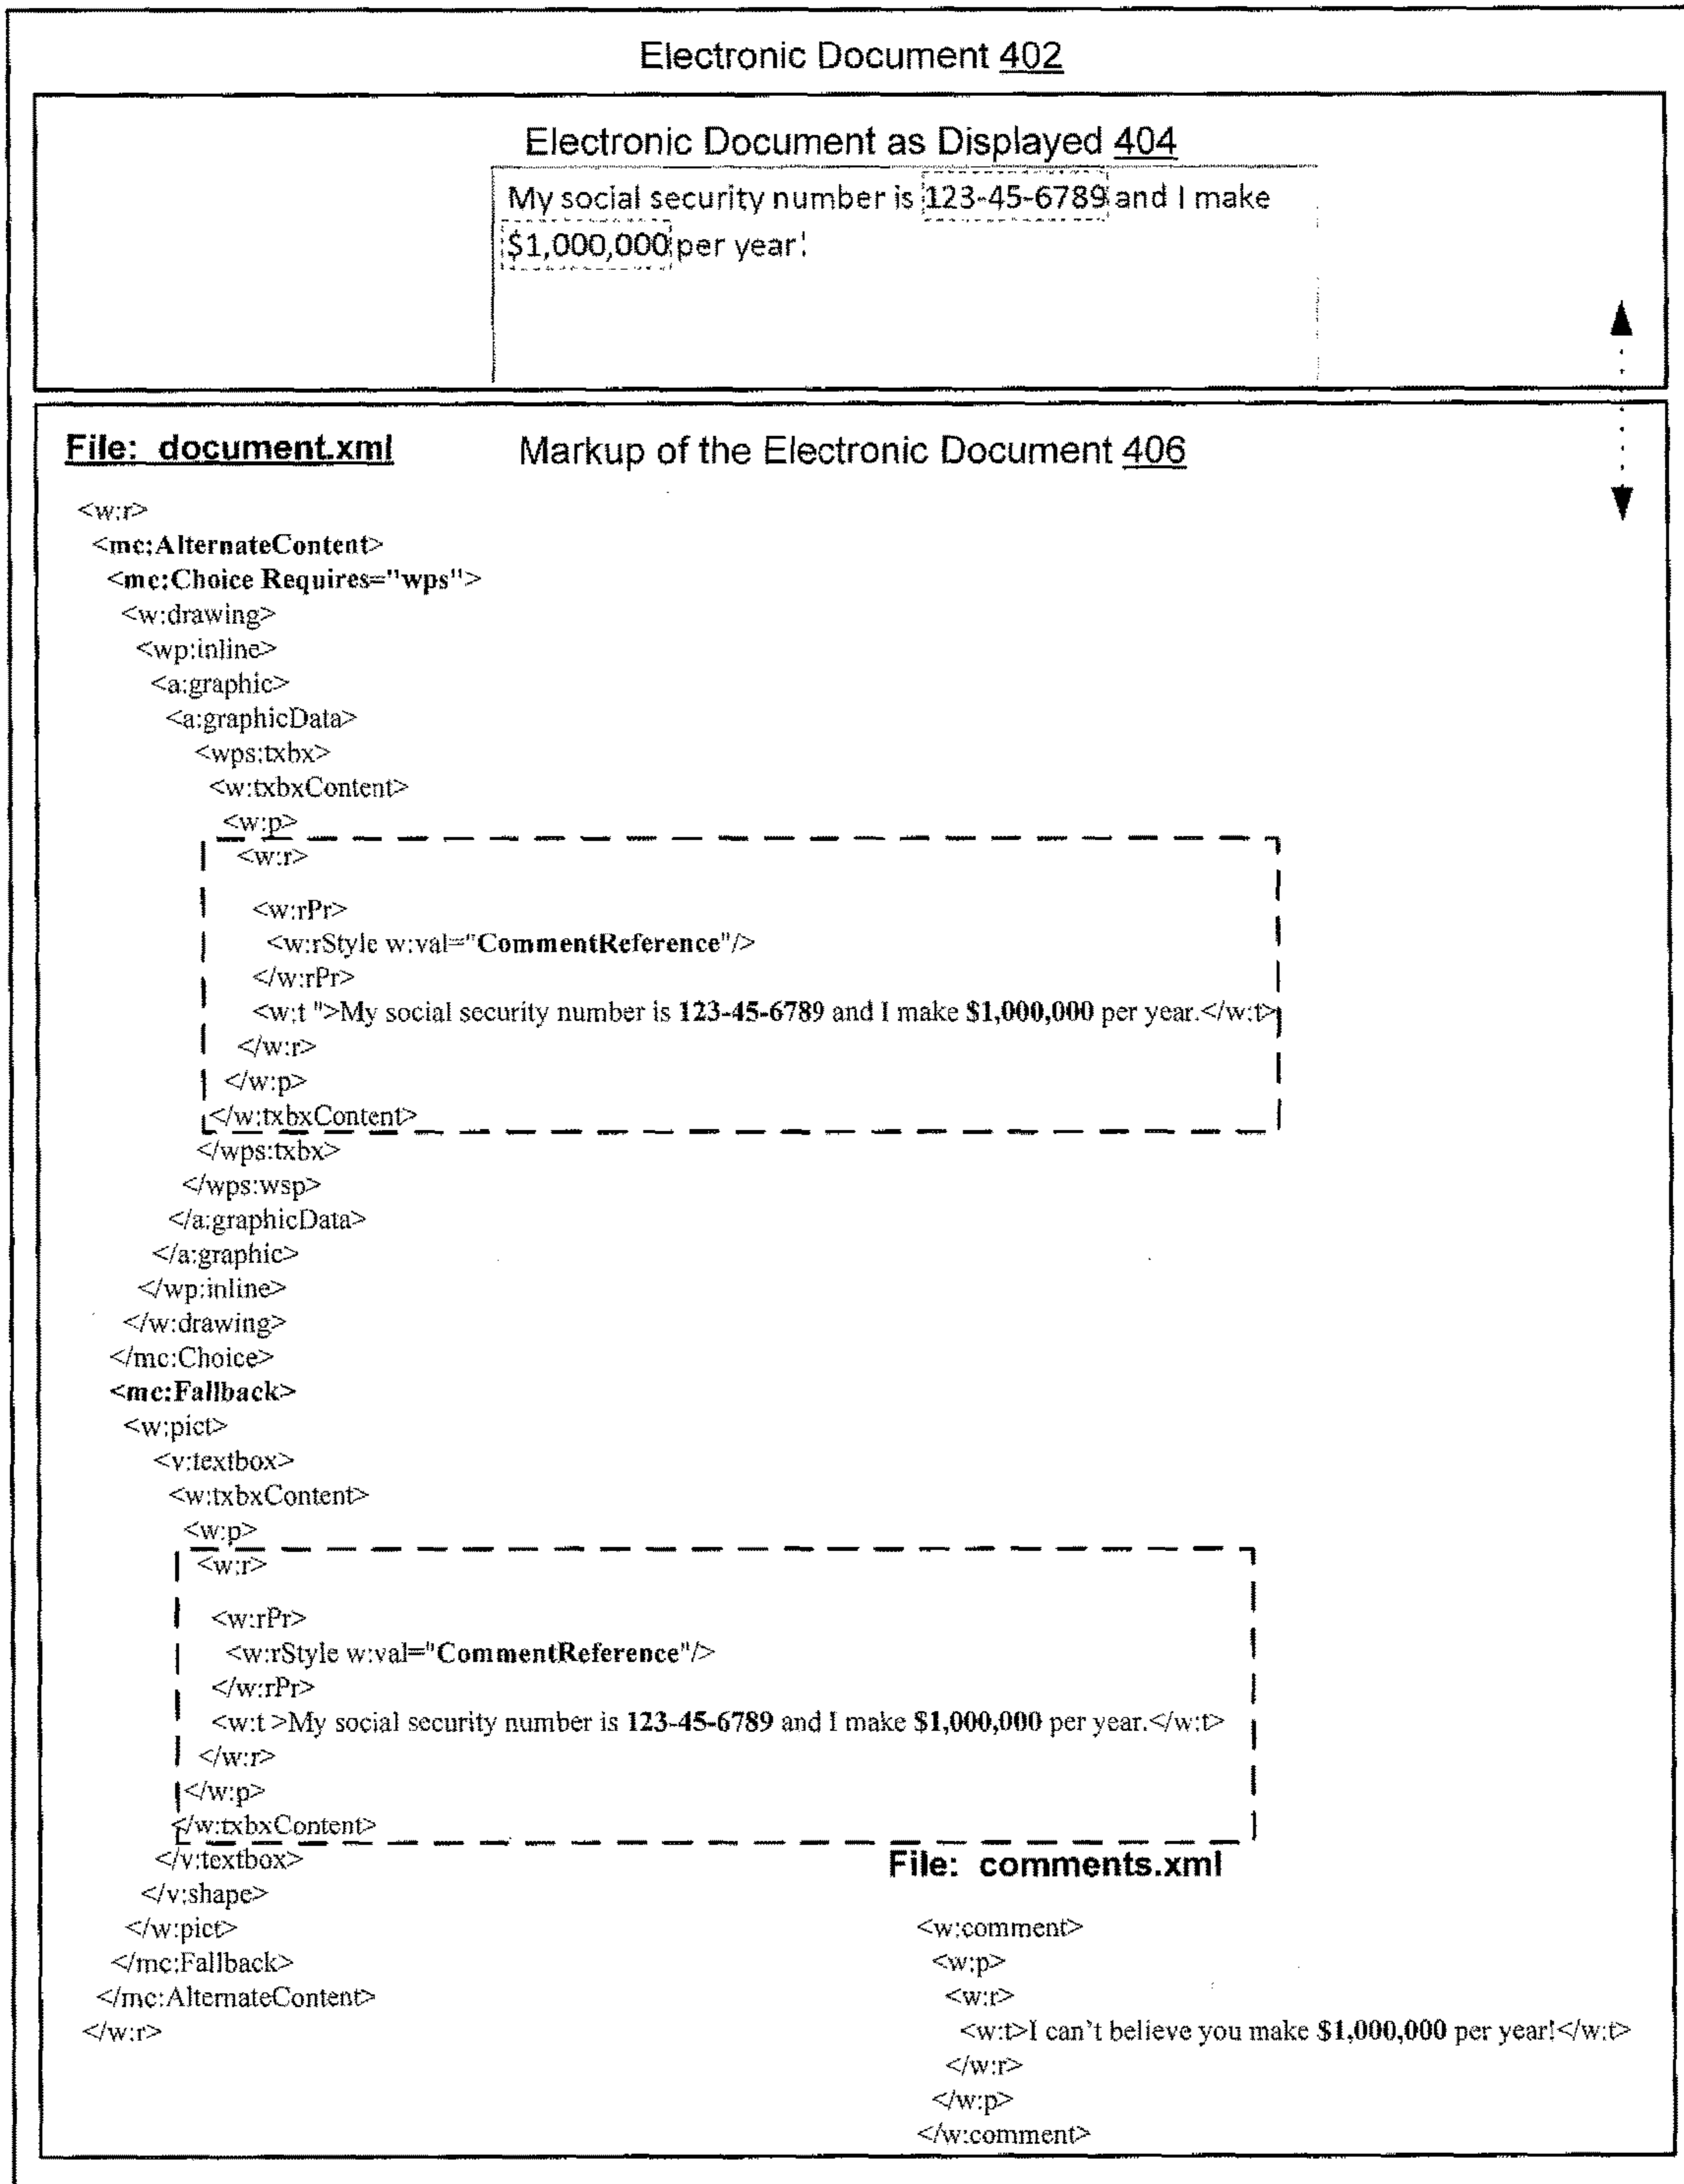 Electronic Document 402
Electronic Document as Displayed 404
My social security number is 123-45-6789 and I make
$1,000,000 per year.
File: document.xml
Markup of the Electronic Document 406
<w:r>
<mc:AlternateContent>
<mc:Choice Requires="wps">
<w:drawing>
<wp:inline>
<a:graphic>
<a:graphicData>
<wps:txbx>
<w:txbxContent>
<w:p>
<w:r>
<w:rPr>
<w:rStyle w:val="CommentReference"/>
</w:rPr>
<w:t ">My social security number is 123-45-6789 and I make $1,000,000 per year.</w:t>
</w:r>
</w:p>
</w:txbxContent>
</wps:txbx>
</wps:wsp>
</a:graphicData>
</a:graphic>
</wp:inline>
</w:drawing>
</mc:Choice>
<mc:Fallback>
<w:pict>
<v:textbox>
<w:txbxContent>
<w:p>
<w:r>
<w:rPr>
<w:rStyle w:val="CommentReference"/>
</w:rPr>
<w:t >My social security number is 123-45-6789 and I make $1,000,000 per year.</w:t>
</w:r>
</w:p>
</w:txbxContent>
</v:textbox>
</v:shape>
</w:pict>
</mc:Fallback>
</mc:AlternateContent>
</w:r>
File: comments.xml
<w:comment>
<w:p>
<w:r>
<w:t>I can't believe you make $1,000,000 per year!</w:t>
</w:r>
</w:p>
</w:comment>